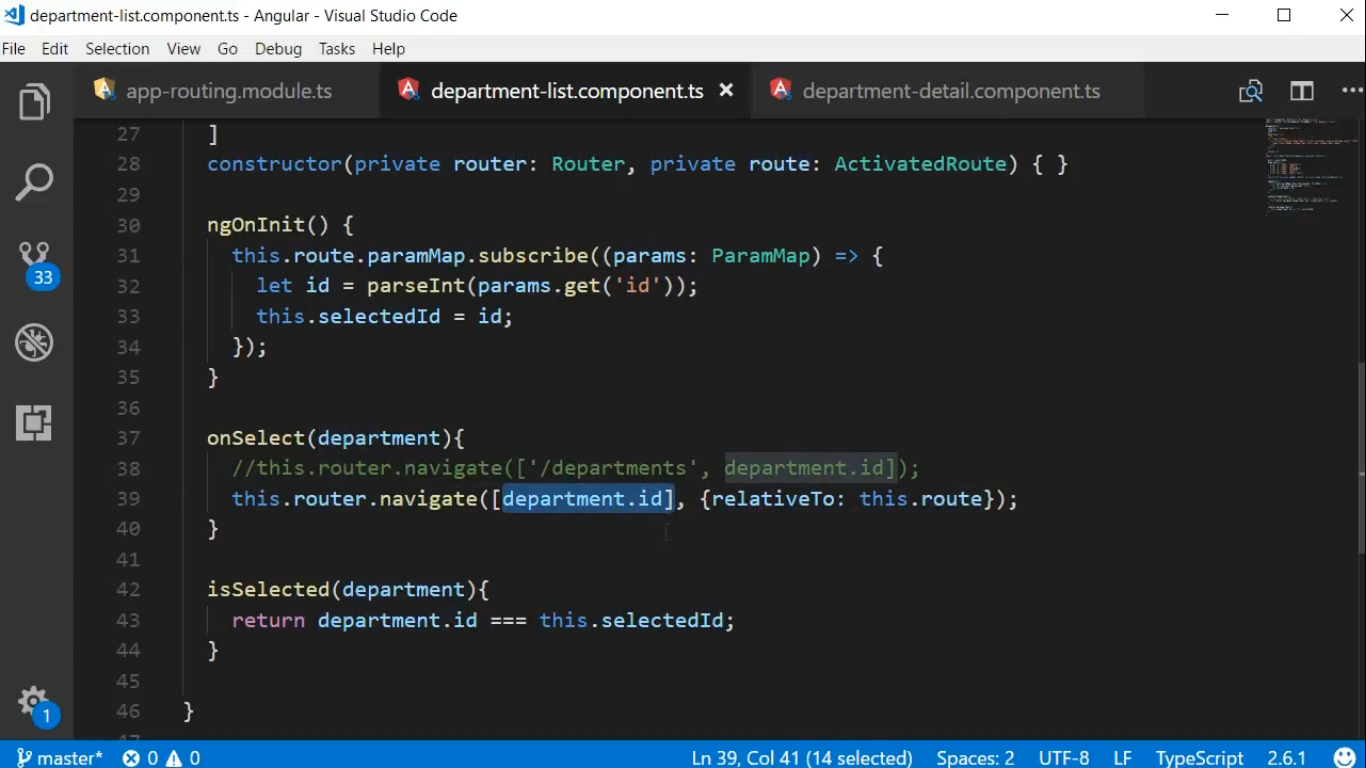 department-list.component.ts - Angular - Visual Studio Code
File Edit Selection View Go Debug Tasks Help
app-routing.module.ts department-list.component.ts department-detail.component.ts
27 ]
28 constructor(private router: Router, private route: ActivatedRoute) { }
29
30 ngOnInit() {
31 this.route.paramMap.subscribe((params: ParamMap) => {
32 let id = parseInt(params.get('id'));
33 this.selectedId = id;
34 });
35 }
36
37 onSelect(department){
38 //this.router.navigate(['/departments', department.id]);
39 this.router.navigate([department.id], {relativeTo: this.route});
40 }
41
42 isSelected(department){
43 return department.id === this.selectedId;
44 }
45
46 }
33
1
master* 0 0 Ln 39, Col 41 (14 selected) Spaces: 2 UTF-8 LF TypeScript 2.6.1